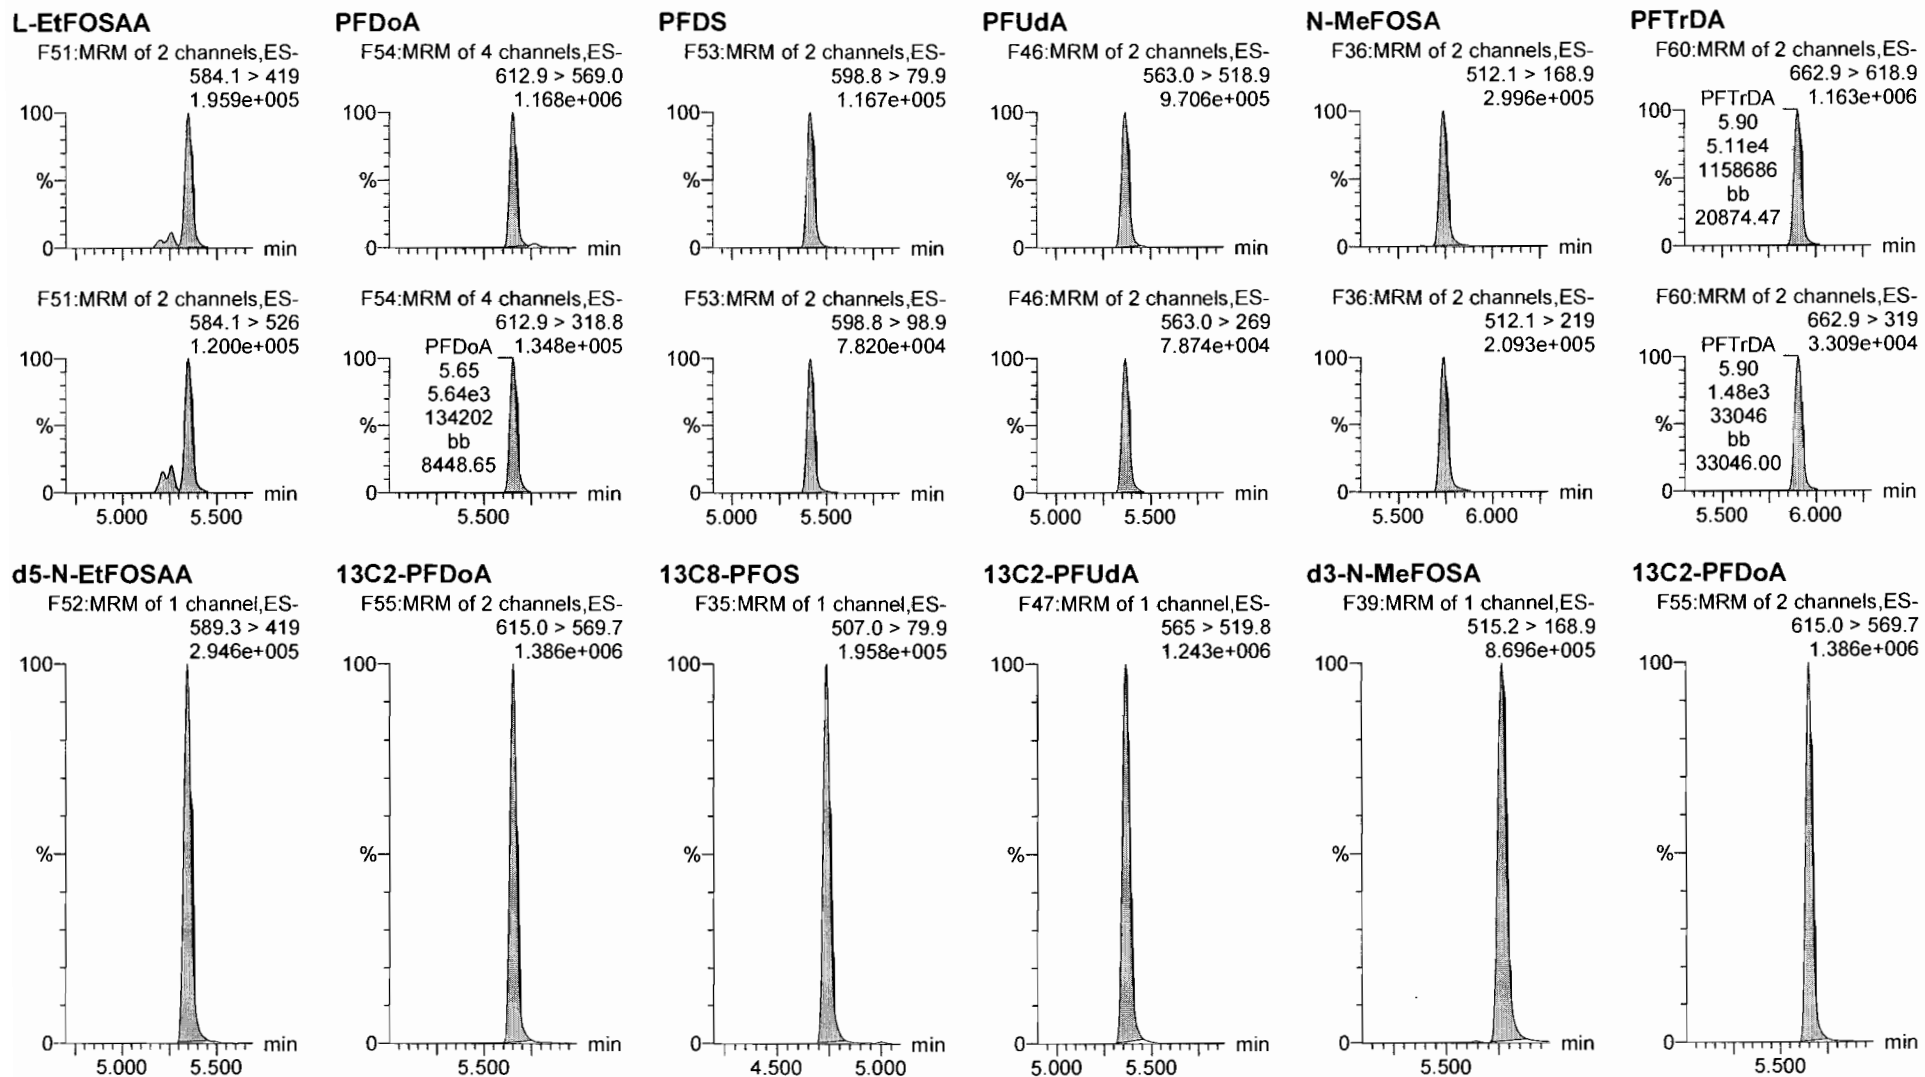 L-EtFOSAA
F51:MRM of 2 channels,ES-
584.1 > 419
1.959e+005
100
%
0
min
PFDoA
F54:MRM of 4 channels,ES-
612.9 > 569.0
1.168e+006
100
%
0
min
PFDS
F53:MRM of 2 channels,ES-
598.8 > 79.9
1.167e+005
100
%
0
min
PFUdA
F46:MRM of 2 channels,ES-
563.0 > 518.9
9.706e+005
100
%
0
min
N-MeFOSA
F36:MRM of 2 channels,ES-
512.1 > 168.9
2.996e+005
100
%
0
min
PFTrDA
F60:MRM of 2 channels,ES-
662.9 > 618.9
1.163e+006
PFTrDA
5.90
5.11e4
1158686
bb
20874.47
100
%
0
min
F51:MRM of 2 channels,ES-
584.1 > 526
1.200e+005
100
%
0
min
5.000 5.500
F54:MRM of 4 channels,ES-
612.9 > 318.8
1.348e+005
PFDoA
5.65
5.64e3
134202
bb
8448.65
100
%
0
min
5.500
F53:MRM of 2 channels,ES-
598.8 > 98.9
7.820e+004
100
%
0
min
5.000 5.500
F46:MRM of 2 channels,ES-
563.0 > 269
7.874e+004
100
%
0
min
5.000 5.500
F36:MRM of 2 channels,ES-
512.1 > 219
2.093e+005
100
%
0
min
5.500 6.000
F60:MRM of 2 channels,ES-
662.9 > 319
3.309e+004
PFTrDA
5.90
1.48e3
33046
bb
33046.00
100
%
0
min
5.500 6.000
d5-N-EtFOSAA
F52:MRM of 1 channel,ES-
589.3 > 419
2.946e+005
100
%
0
min
5.000 5.500
13C2-PFDoA
F55:MRM of 2 channels,ES-
615.0 > 569.7
1.386e+006
100
%
0
min
5.500
13C8-PFOS
F35:MRM of 1 channel,ES-
507.0 > 79.9
1.958e+005
100
%
0
min
4.500 5.000
13C2-PFUdA
F47:MRM of 1 channel,ES-
565 > 519.8
1.243e+006
100
%
0
min
5.000 5.500
d3-N-MeFOSA
F39:MRM of 1 channel,ES-
515.2 > 168.9
8.696e+005
100
%
0
min
5.500
13C2-PFDoA
F55:MRM of 2 channels,ES-
615.0 > 569.7
1.386e+006
100
%
0
min
5.500